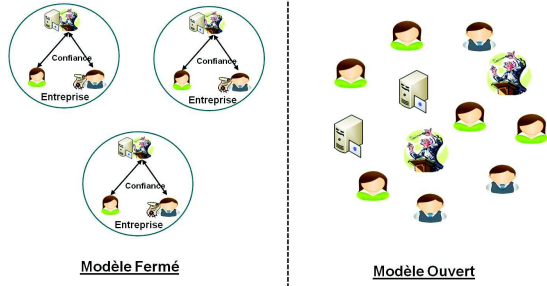 Confiance
Entreprise
Confiance
Entreprise
Confiance
Entreprise
Modèle Fermé
Modèle Ouvert